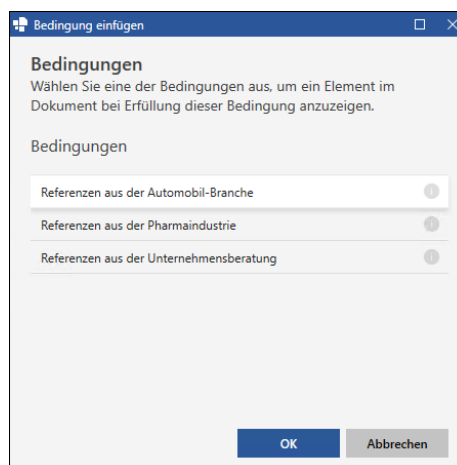 Bedingung einfügen
Bedingungen
Wählen Sie eine der Bedingungen aus, um ein Element im
Dokument bei Erfüllung dieser Bedingung anzuzeigen.
Bedingungen
Referenzen aus der Automobil-Branche
Referenzen aus der Pharmaindustrie
Referenzen aus der Unternehmensberatung
OK
Abbrechen